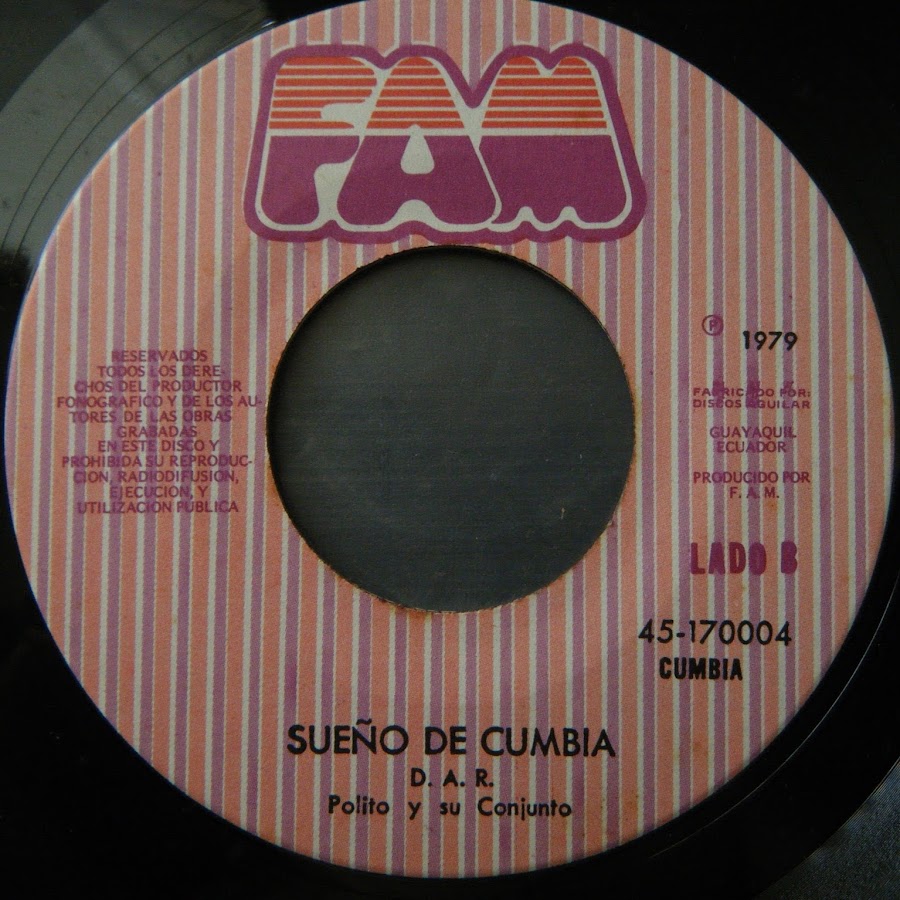 FAM
RESERVADOS
TODOS LOS DERE-
CHOS DEL PRODUCTOR
FONOGRAFICO Y DE LOS AU-
TORES DE LAS OBRAS
GRABADAS
EN ESTE DISCO Y
PROHIBIDA SU REPRODUC-
CION, RADIODIFUSION,
EJECUCION, Y
UTILIZACION PUBLICA
Ⓟ 1979
FABRICADO POR:
DISCOS AGUILAR
GUAYAQUIL
ECUADOR
PRODUCIDO POR
F. A. M.
LADO B
45-170004
CUMBIA
SUEÑO DE CUMBIA
D. A. R.
Polito y su Conjunto